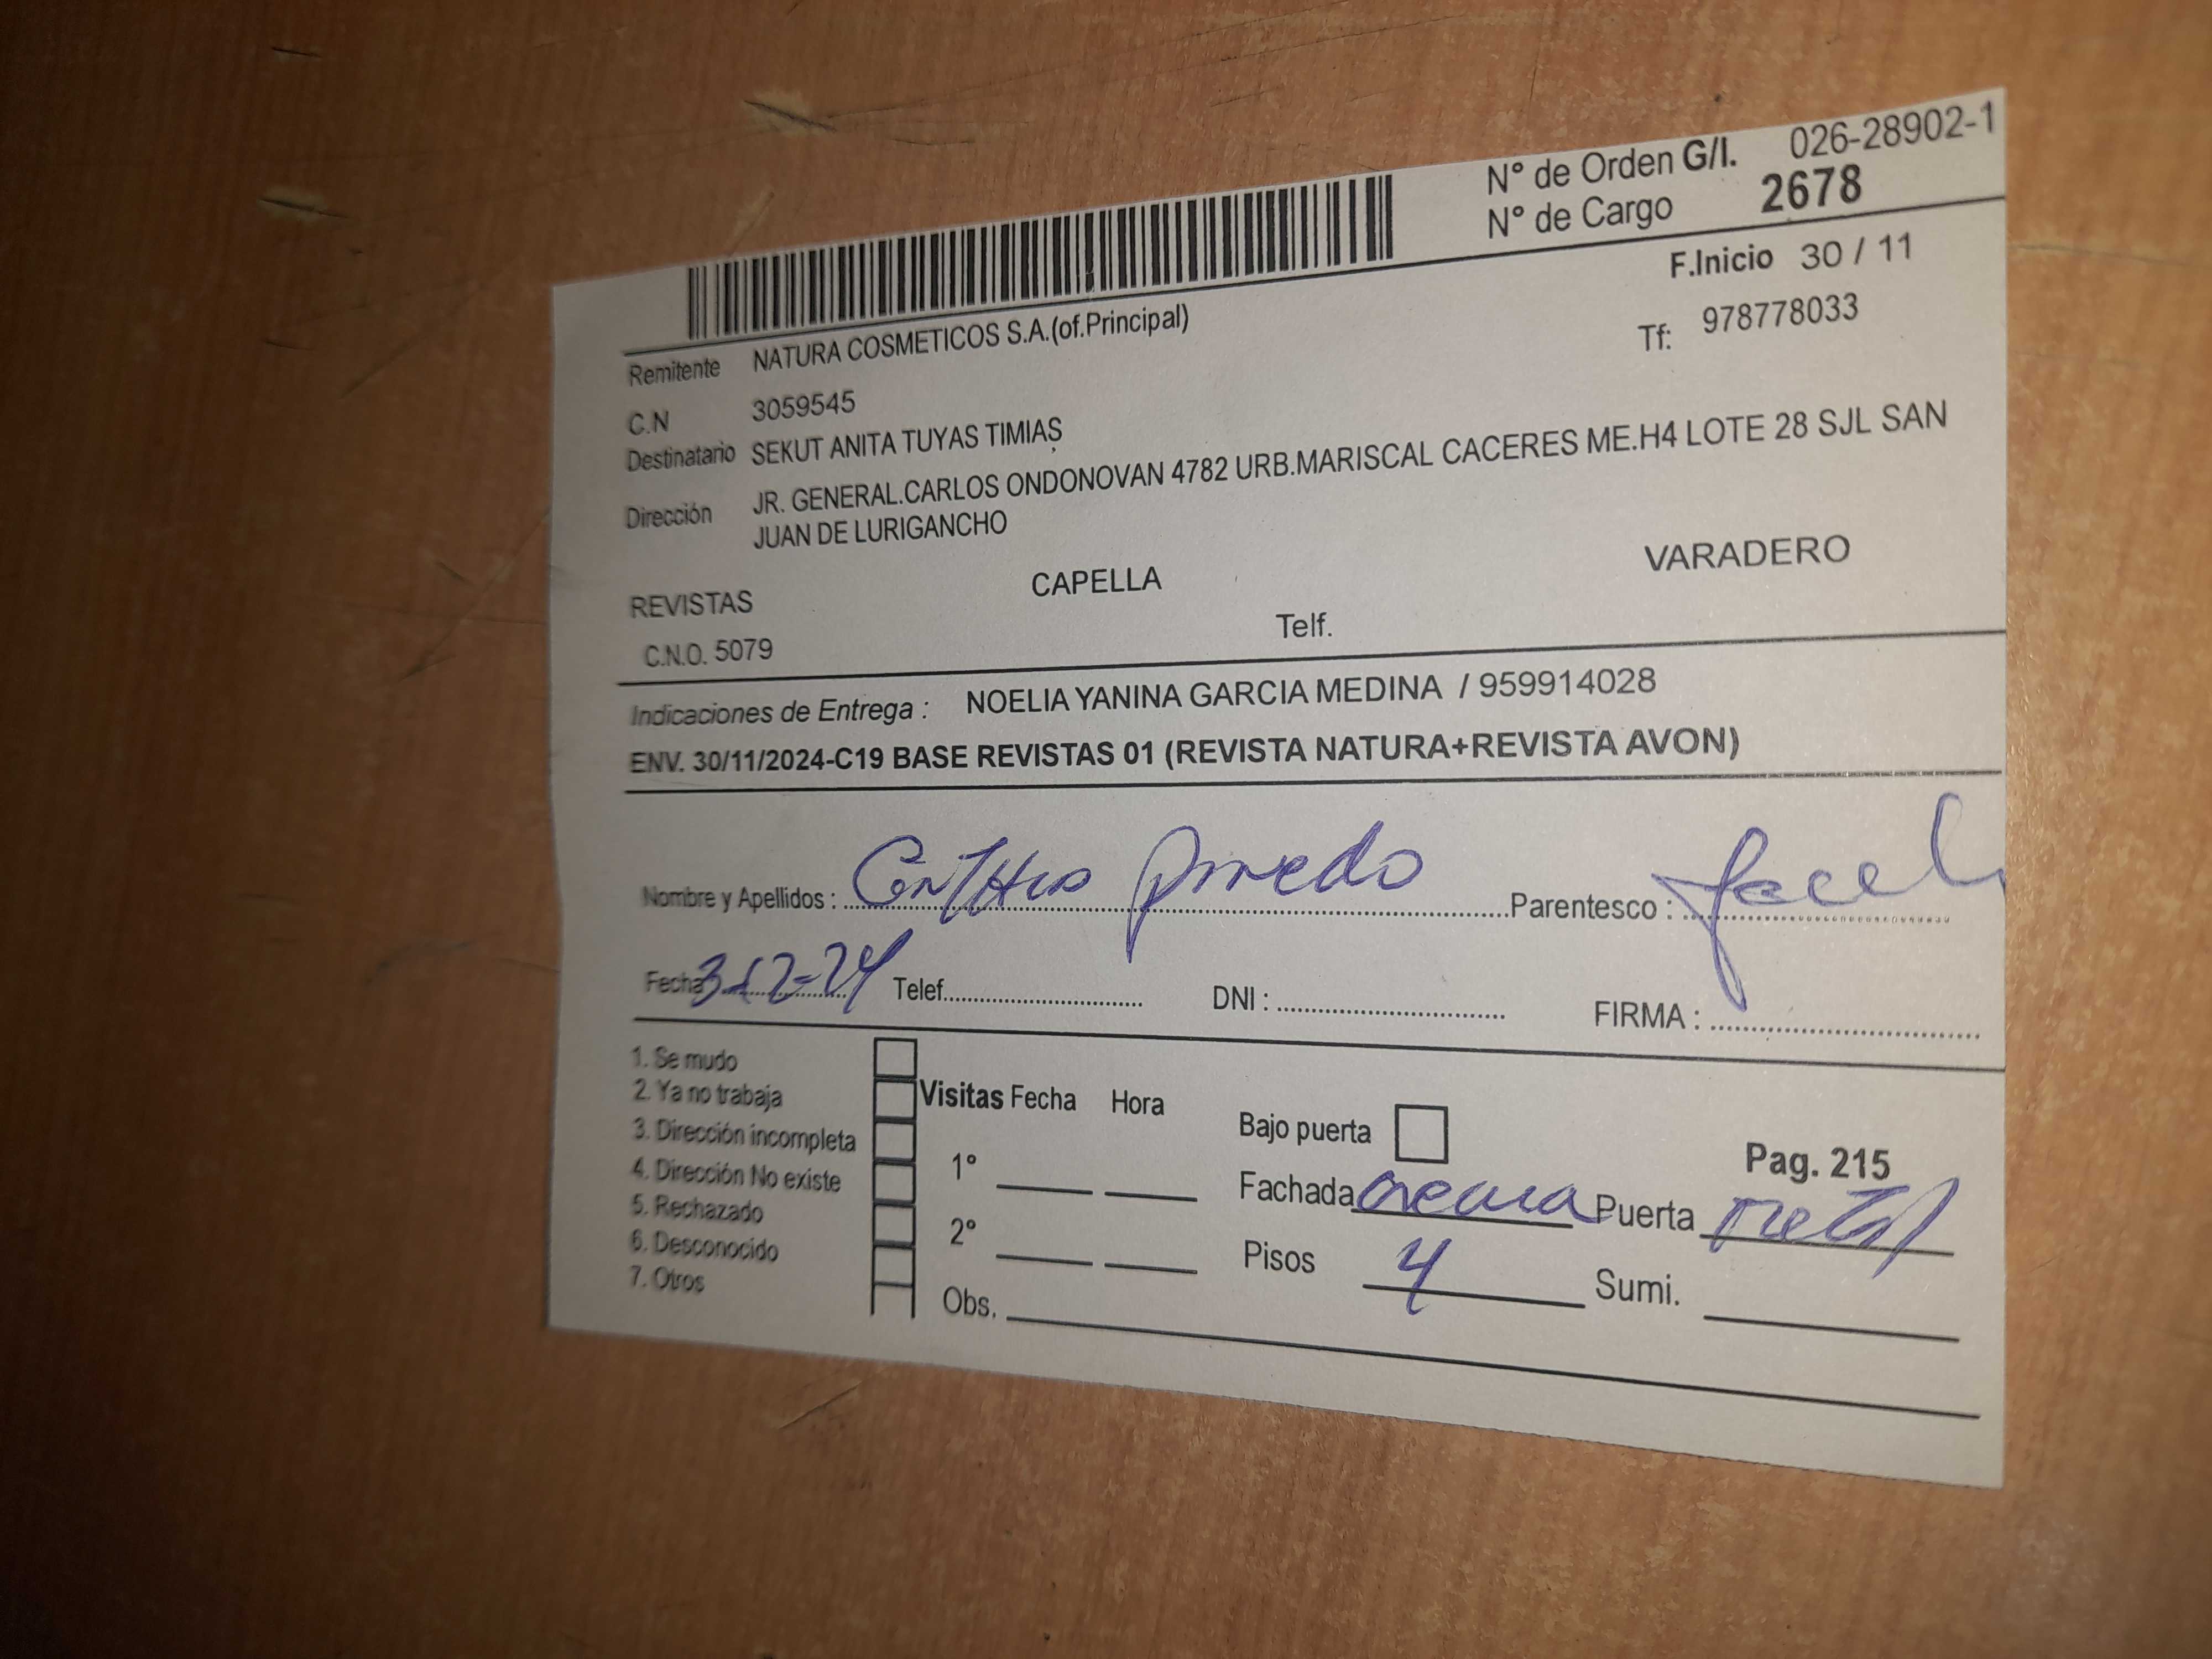 N° de Orden G/I. 026-28902-1
N° de Cargo 2678
F.Inicio 30 / 11
Remitente NATURA COSMETICOS S.A.(of.Principal)
Tf: 978778033
C.N 3059545
Destinatario SEKUT ANITA TUYAS TIMIAS
Dirección JR. GENERAL.CARLOS ONDONOVAN 4782 URB.MARISCAL CACERES ME.H4 LOTE 28 SJL SAN
JUAN DE LURIGANCHO
REVISTAS CAPELLA VARADERO
C.N.O. 5079 Telf.
Indicaciones de Entrega : NOELIA YANINA GARCIA MEDINA / 959914028
ENV. 30/11/2024-C19 BASE REVISTAS 01 (REVISTA NATURA+REVISTA AVON)
Nombre y Apellidos : Pinedo Parentesco :
Fecha 3-12-24 Telef. DNI : FIRMA :
1. Se mudo
2. Ya no trabaja
3. Dirección incompleta
4. Dirección No existe
5. Rechazado
6. Desconocido
7. Otros
Visitas Fecha Hora
1°
2°
Obs.
Bajo puerta
Pag. 215
Fachada crema Puerta metal
Pisos 4 Sumi.